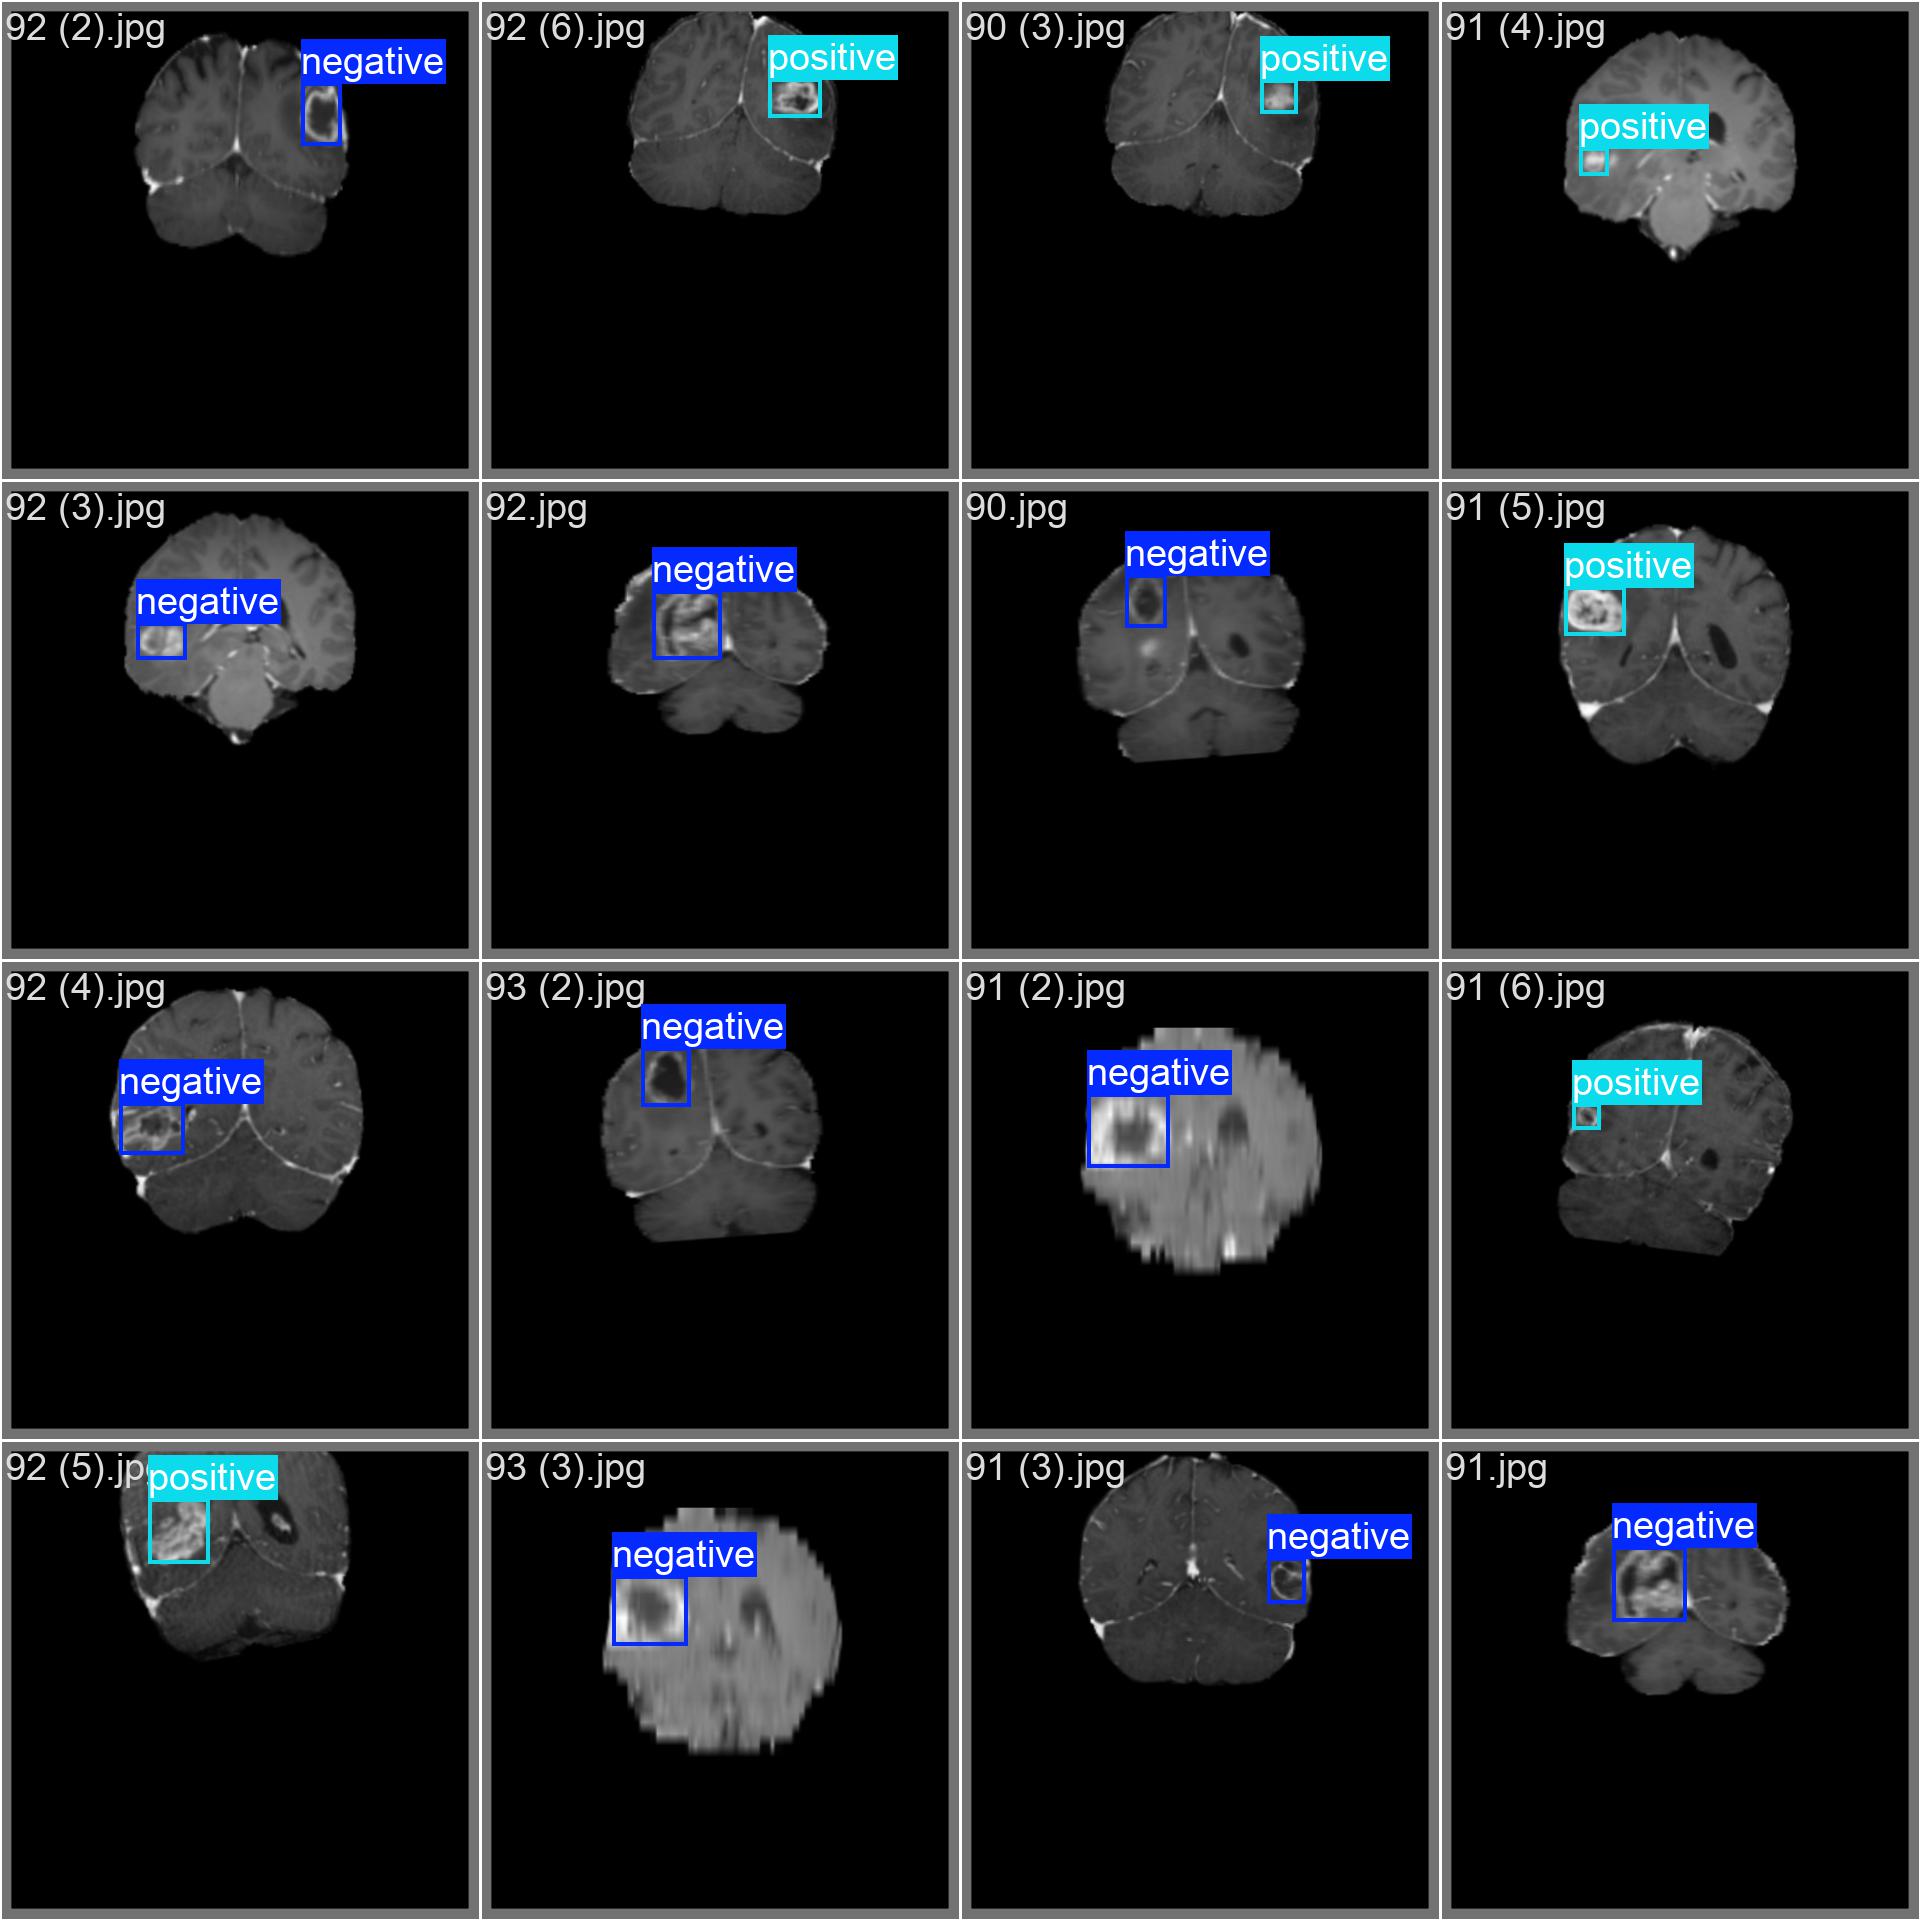 92 (2).jpg
negative
92 (6).jpg
positive
90 (3).jpg
positive
91 (4).jpg
positive
92 (3).jpg
negative
92.jpg
negative
90.jpg
negative
91 (5).jpg
positive
92 (4).jpg
negative
93 (2).jpg
negative
91 (2).jpg
negative
91 (6).jpg
positive
92 (5).jp
positive
93 (3).jpg
negative
91 (3).jpg
negative
91.jpg
negative